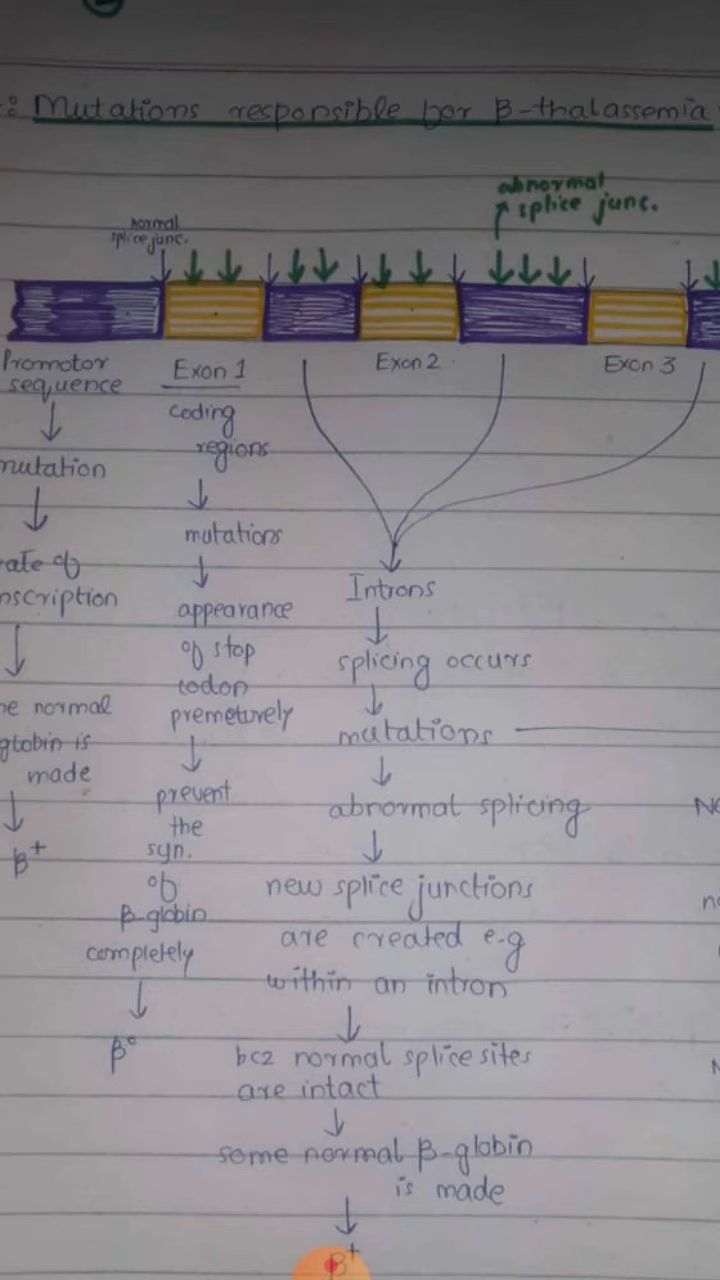 : Mutations responsible for β-thalassemia
abnormal
splice junc.
normal
splice junc.
Promotor
sequence
mutation
rate of
nscription
me normal
globin is
made
β+
Exon 1
coding
regions
mutations
appearance
of stop
codon
premeturely
prevent
the
syn.
of
β-globin
completely
β°
Exon 2
Exon 3
Introns
splicing occurs
mutations
abnormal splicing
new splice junctions
are created e.g
within an intron
bcz normal splice sites
are intact
some normal β-globin
is made
β+